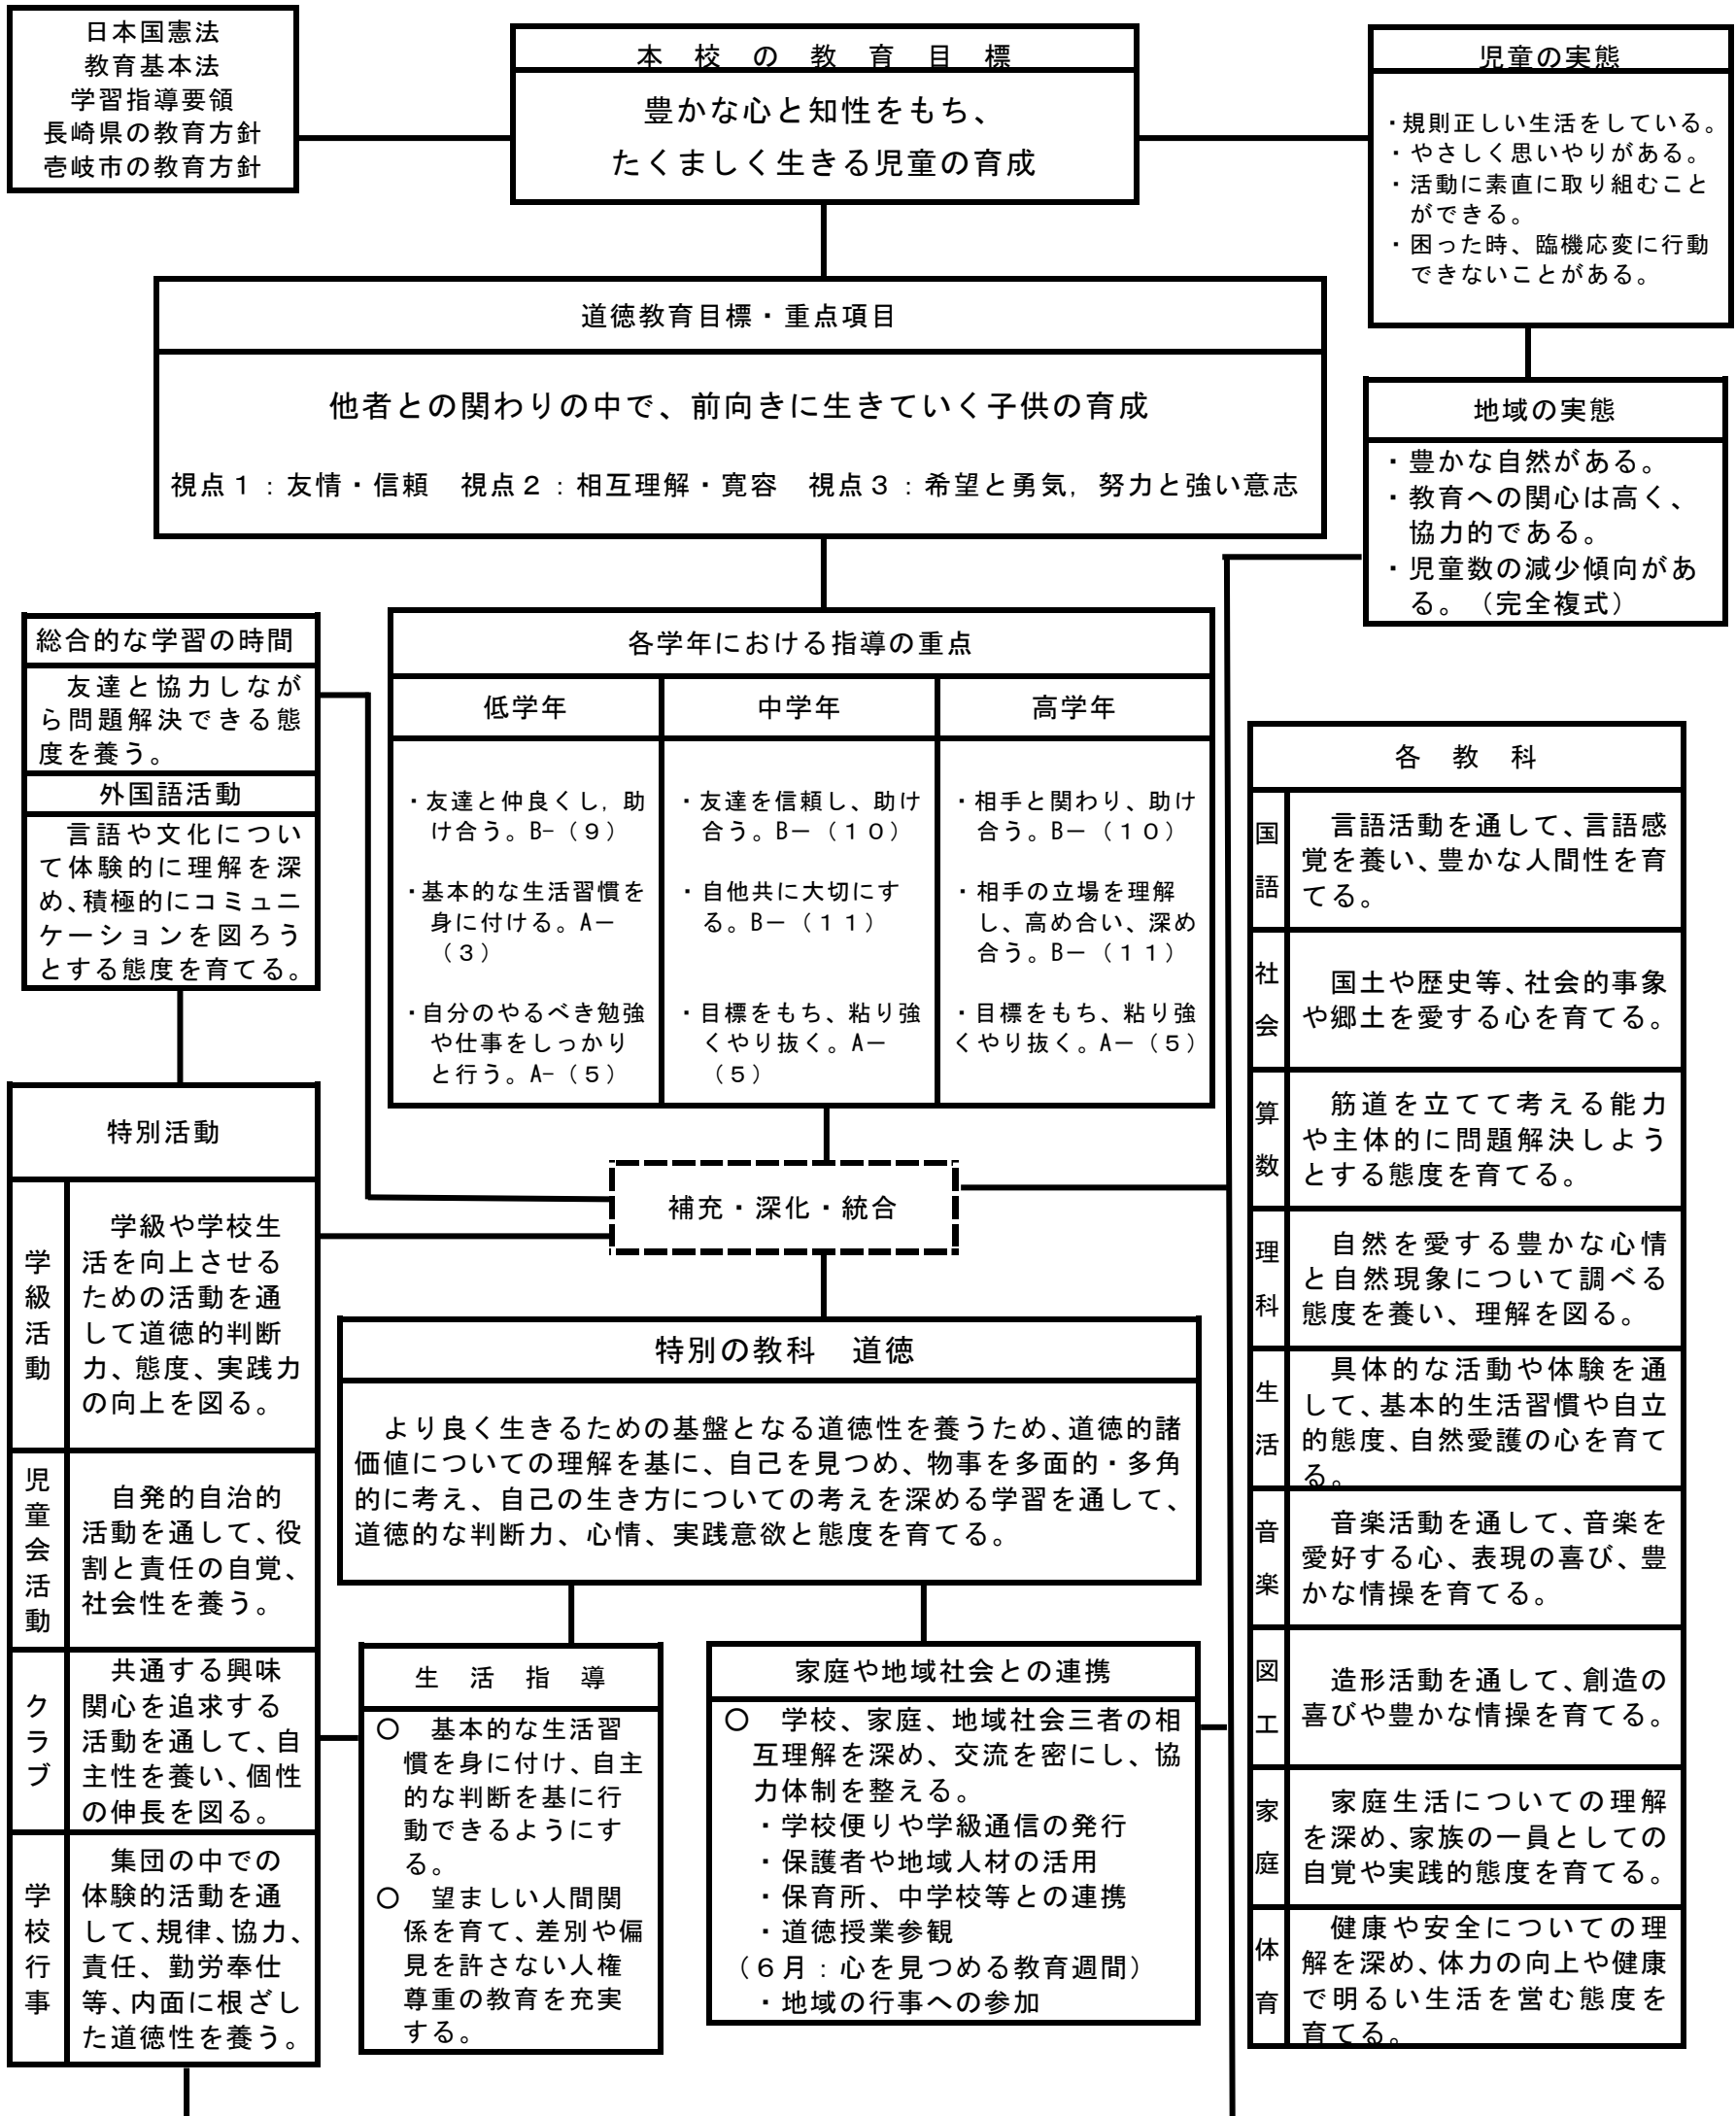 日本国憲法
教育基本法
学習指導要領
長崎県の教育方針
壱岐市の教育方針
本　校　の　教　育　目　標
豊かな心と知性をもち、
たくましく生きる児童の育成
児童の実態
・規則正しい生活をしている。
・やさしく思いやりがある。
・活動に素直に取り組むこと
ができる。
・困った時、臨機応変に行動
できないことがある。
道徳教育目標・重点項目
他者との関わりの中で、前向きに生きていく子供の育成
視点１：友情・信頼　視点２：相互理解・寛容　視点３：希望と勇気，努力と強い意志
地域の実態
・豊かな自然がある。
・教育への関心は高く、
協力的である。
・児童数の減少傾向があ
る。（完全複式）
総合的な学習の時間
友達と協力しなが
ら問題解決できる態
度を養う。
外国語活動
言語や文化につい
て体験的に理解を深
め、積極的にコミュニ
ケーションを図ろう
とする態度を育てる。
各学年における指導の重点
低学年
・友達と仲良くし，助
け合う。B-（９）
・基本的な生活習慣を
身に付ける。A－
（３）
・自分のやるべき勉強
や仕事をしっかり
と行う。A-（５）
中学年
・友達を信頼し、助け
合う。B－（１０）
・自他共に大切にす
る。B－（１１）
・目標をもち、粘り強
くやり抜く。A－
（５）
高学年
・相手と関わり、助け
合う。B－（１０）
・相手の立場を理解
し、高め合い、深め
合う。B－（１１）
・目標をもち、粘り強
くやり抜く。A－（５）
補充・深化・統合
特別活動
学級活動
学級や学校生
活を向上させる
ための活動を通
して道徳的判断
力、態度、実践力
の向上を図る。
児童会活動
自発的自治的
活動を通して、役
割と責任の自覚、
社会性を養う。
クラブ
共通する興味
関心を追求する
活動を通して、自
主性を養い、個性
の伸長を図る。
学校行事
集団の中での
体験的活動を通
して、規律、協力、
責任、勤労奉仕
等、内面に根ざし
た道徳性を養う。
特別の教科　道徳
より良く生きるための基盤となる道徳性を養うため、道徳的諸
価値についての理解を基に、自己を見つめ、物事を多面的・多角
的に考え、自己の生き方についての考えを深める学習を通して、
道徳的な判断力、心情、実践意欲と態度を育てる。
生　活　指　導
〇　基本的な生活習
慣を身に付け、自主
的な判断を基に行
動できるようにす
る。
〇　望ましい人間関
係を育て、差別や偏
見を許さない人権
尊重の教育を充実
する。
家庭や地域社会との連携
〇　学校、家庭、地域社会三者の相
互理解を深め、交流を密にし、協
力体制を整える。
・学校便りや学級通信の発行
・保護者や地域人材の活用
・保育所、中学校等との連携
・道徳授業参観
（６月：心を見つめる教育週間）
・地域の行事への参加
各　教　科
国語
言語活動を通して、言語感
覚を養い、豊かな人間性を育
てる。
社会
国土や歴史等、社会的事象
や郷土を愛する心を育てる。
算数
筋道を立てて考える能力
や主体的に問題解決しよう
とする態度を育てる。
理科
自然を愛する豊かな心情
と自然現象について調べる
態度を養い、理解を図る。
生活
具体的な活動や体験を通
して、基本的生活習慣や自立
的態度、自然愛護の心を育て
る。
音楽
音楽活動を通して、音楽を
愛好する心、表現の喜び、豊
かな情操を育てる。
図工
造形活動を通して、創造の
喜びや豊かな情操を育てる。
家庭
家庭生活についての理解
を深め、家族の一員としての
自覚や実践的態度を育てる。
体育
健康や安全についての理
解を深め、体力の向上や健康
で明るい生活を営む態度を
育てる。